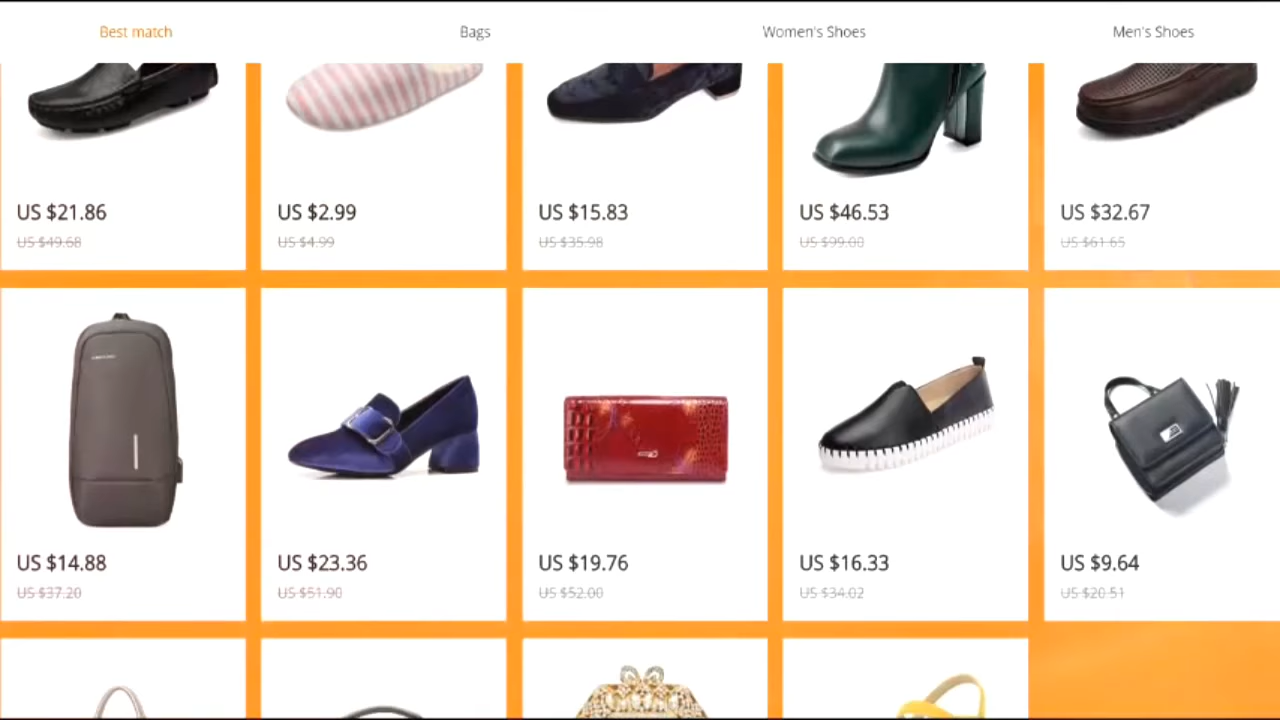 Best match
Bags
Women's Shoes
Men's Shoes
US $21.86
US $2.99
US $15.83
US $46.53
US $32.67
US $49.68
US $4.99
US $35.98
US $99.00
US $61.65
US $14.88
US $23.36
US $19.76
US $16.33
US $9.64
US $37.20
US $51.90
US $52.00
US $34.02
US $20.51